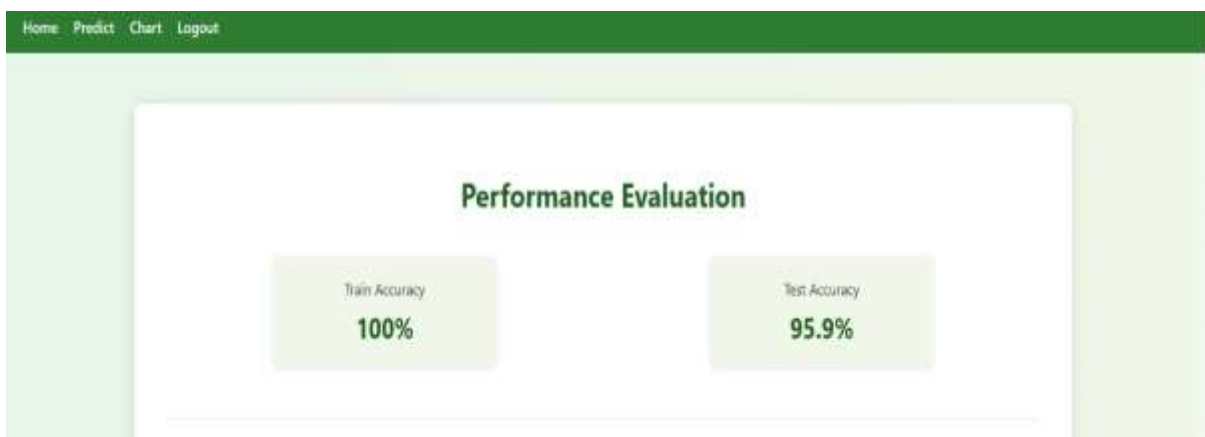 Home Predict Chart Logout
Performance Evaluation
Train Accuracy
100%
Test Accuracy
95.9%